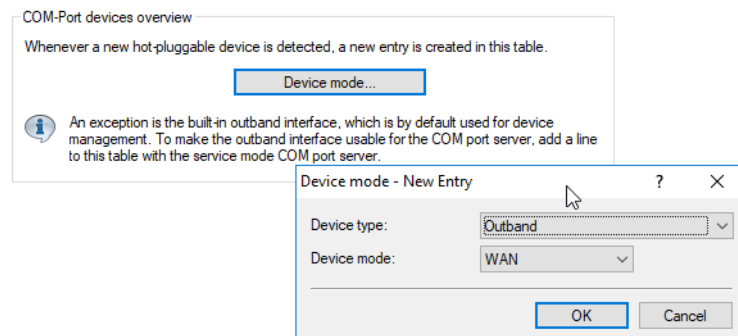 COM-Port devices overview
Whenever a new hot-pluggable device is detected, a new entry is created in this table.
Device mode...
An exception is the built-in outband interface, which is by default used for device
management. To make the outband interface usable for the COM port server, add a line
to this table with the service mode COM port server.
Device mode - New Entry
?
Device type:
Outband
Device mode:
WAN
OK
Cancel